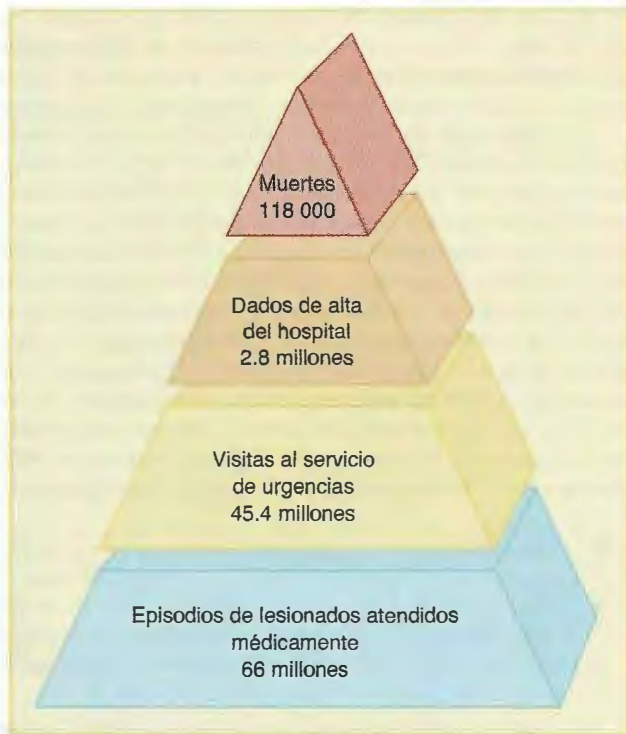 Muertes
118 000
Dados de alta
del hospital
2.8 millones
Visitas al servicio
de urgencias
45.4 millones
Episodios de lesionados atendidos
médicamente
66 millones